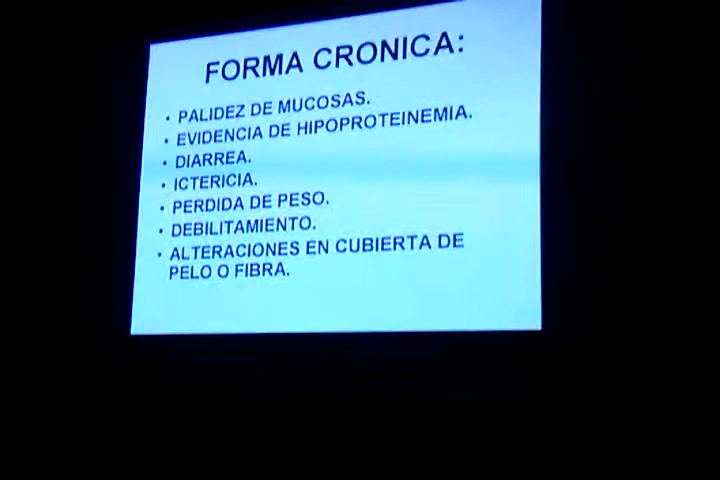 FORMA CRONICA:
• PALIDEZ DE MUCOSAS.
• EVIDENCIA DE HIPOPROTEINEMIA.
• DIARREA.
• ICTERICIA.
• PERDIDA DE PESO.
• DEBILITAMIENTO.
• ALTERACIONES EN CUBIERTA DE
PELO O FIBRA.